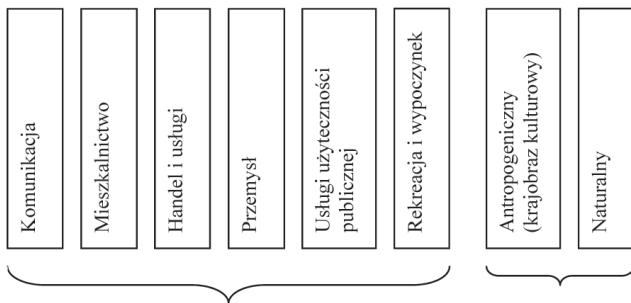 Komunikacja
Mieszkalnictwo
Handel i usługi
Przemysł
Usługi użyteczności
publicznej
Rekreacja i wypoczynek
Antropogeniczny
(krajobraz kulturowy)
Naturalny